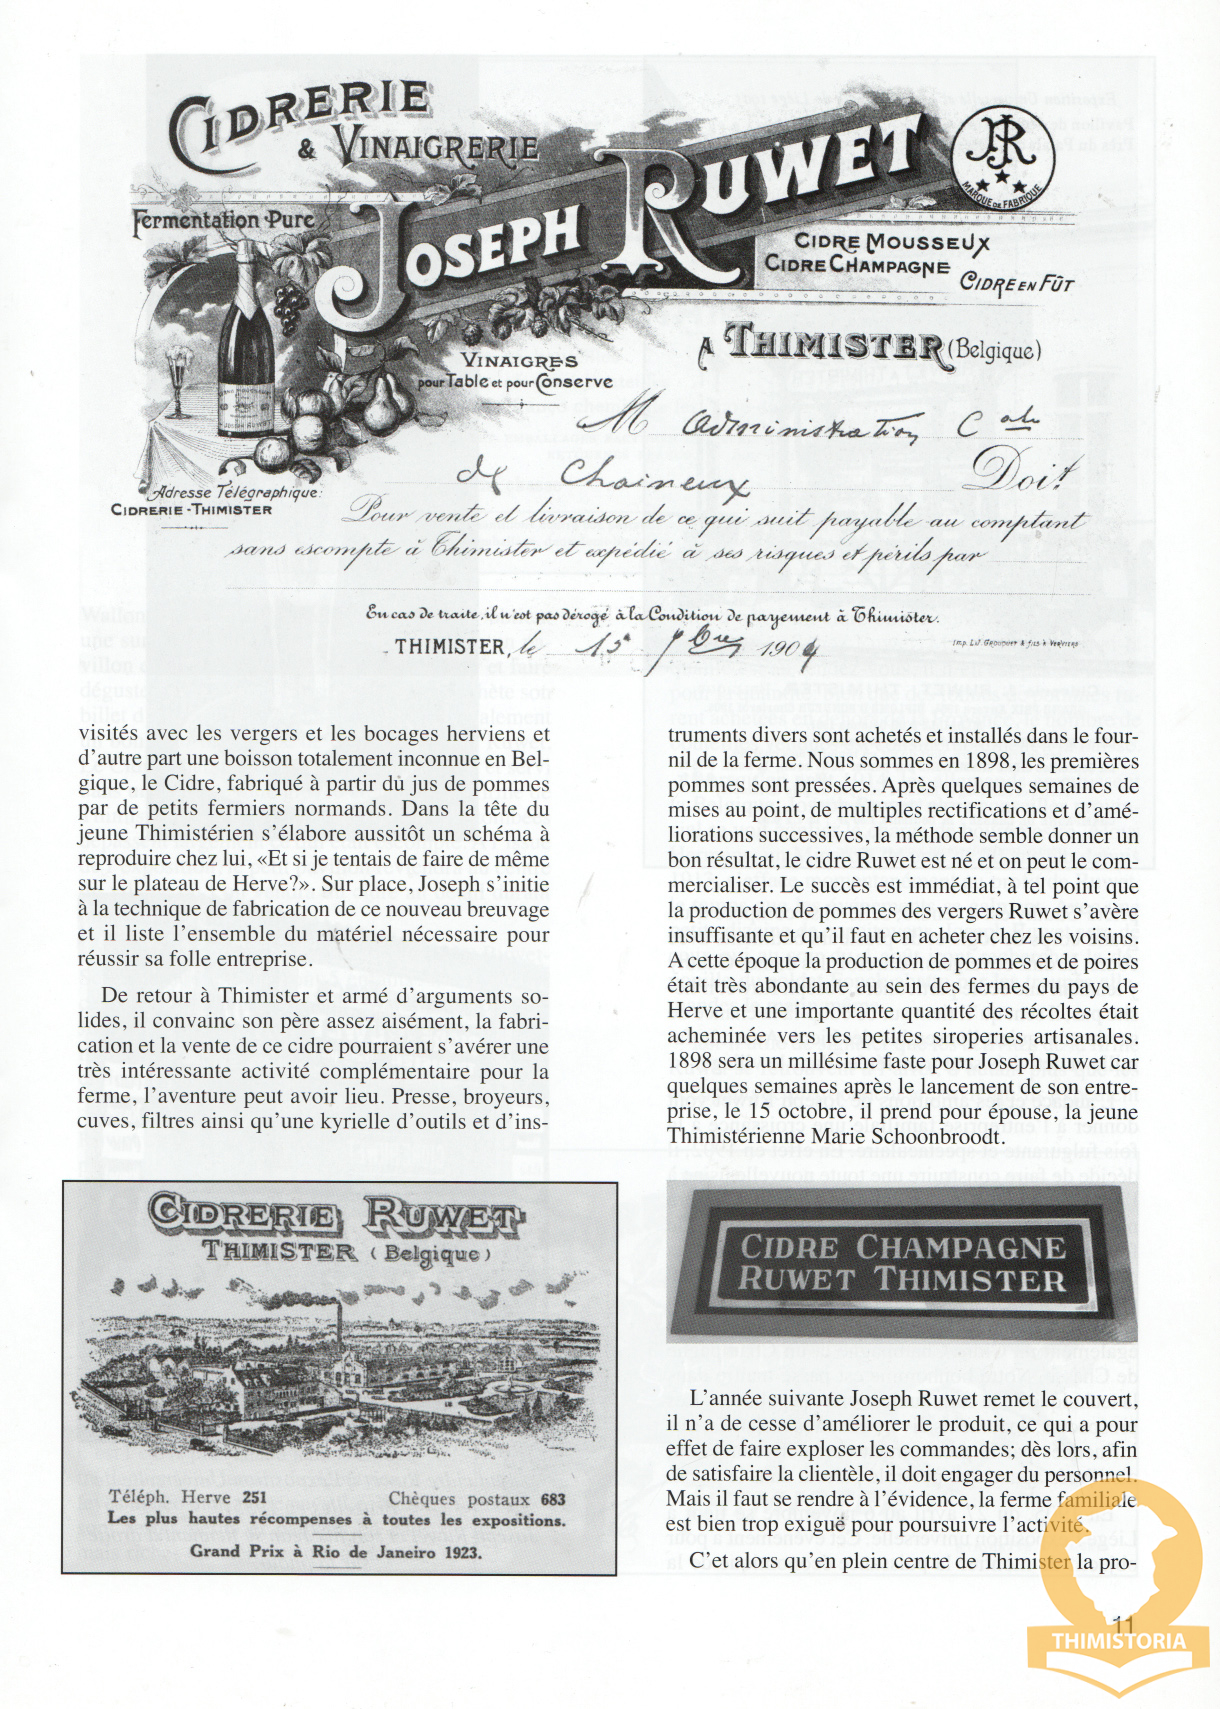 CIDRERIE
& VINAIGRERIE
JOSEPH RUWET
JR
MARQUE DE FABRIQUE
Fermentation Pure
CIDRE MOUSSEUX
CIDRE CHAMPAGNE
CIDRE EN FÛT
A THIMISTER (Belgique)
VINAIGRES
pour Table et pour Conserve
M Administration Cale
de Chaineux Doit
Adresse Télégraphique:
CIDRERIE-THIMISTER
Pour vente et livraison de ce qui suit payable au comptant
sans escompte à Thimister et expédié à ses risques et périls par
En cas de traite, il n'est pas dérogé à la Condition de payement à Thimister.
THIMISTER, le 15 7bre 1904
visités avec les vergers et les bocages herviens et
d'autre part une boisson totalement inconnue en Bel-
gique, le Cidre, fabriqué à partir du jus de pommes
par de petits fermiers normands. Dans la tête du
jeune Thimistérien s'élabore aussitôt un schéma à
reproduire chez lui, «Et si je tentais de faire de même
sur le plateau de Herve?». Sur place, Joseph s'initie
à la technique de fabrication de ce nouveau breuvage
et il liste l'ensemble du matériel nécessaire pour
réussir sa folle entreprise.
De retour à Thimister et armé d'arguments so-
lides, il convainc son père assez aisément, la fabri-
cation et la vente de ce cidre pourraient s'avérer une
très intéressante activité complémentaire pour la
ferme, l'aventure peut avoir lieu. Presse, broyeurs,
cuves, filtres ainsi qu'une kyrielle d'outils et d'ins-
truments divers sont achetés et installés dans le four-
nil de la ferme. Nous sommes en 1898, les premières
pommes sont pressées. Après quelques semaines de
mises au point, de multiples rectifications et d'amé-
liorations successives, la méthode semble donner un
bon résultat, le cidre Ruwet est né et on peut le com-
mercialiser. Le succès est immédiat, à tel point que
la production de pommes des vergers Ruwet s'avère
insuffisante et qu'il faut en acheter chez les voisins.
A cette époque la production de pommes et de poires
était très abondante au sein des fermes du pays de
Herve et une importante quantité des récoltes était
acheminée vers les petites siroperies artisanales.
1898 sera un millésime faste pour Joseph Ruwet car
quelques semaines après le lancement de son entre-
prise, le 15 octobre, il prend pour épouse, la jeune
Thimistérienne Marie Schoonbroodt.
CIDRERIE RUWET
THIMISTER (Belgique)
Téléph. Herve 251 Chèques postaux 683
Les plus hautes récompenses à toutes les expositions.
Grand Prix à Rio de Janeiro 1923.
CIDRE CHAMPAGNE
RUWET THIMISTER
L'année suivante Joseph Ruwet remet le couvert,
il n'a de cesse d'améliorer le produit, ce qui a pour
effet de faire exploser les commandes; dès lors, afin
de satisfaire la clientèle, il doit engager du personnel.
Mais il faut se rendre à l'évidence, la ferme familiale
est bien trop exiguë pour poursuivre l'activité.
C'et alors qu'en plein centre de Thimister la pro-
11
THIMISTORIA